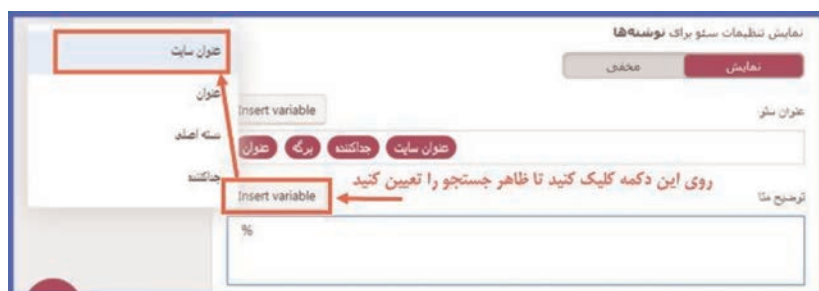 نمایش تنظیمات سئو برای نوشته‌ها
نمایش
مخفی
عنوان سئو
Insert variable
عنوان سایت
جداکننده
برگه
عنوان
روی این دکمه کلیک کنید تا ظاهر جستجو را تعیین کنید
توضیح متا
Insert variable
%
عنوان سایت
عنوان
دسته اصلی
جداکننده